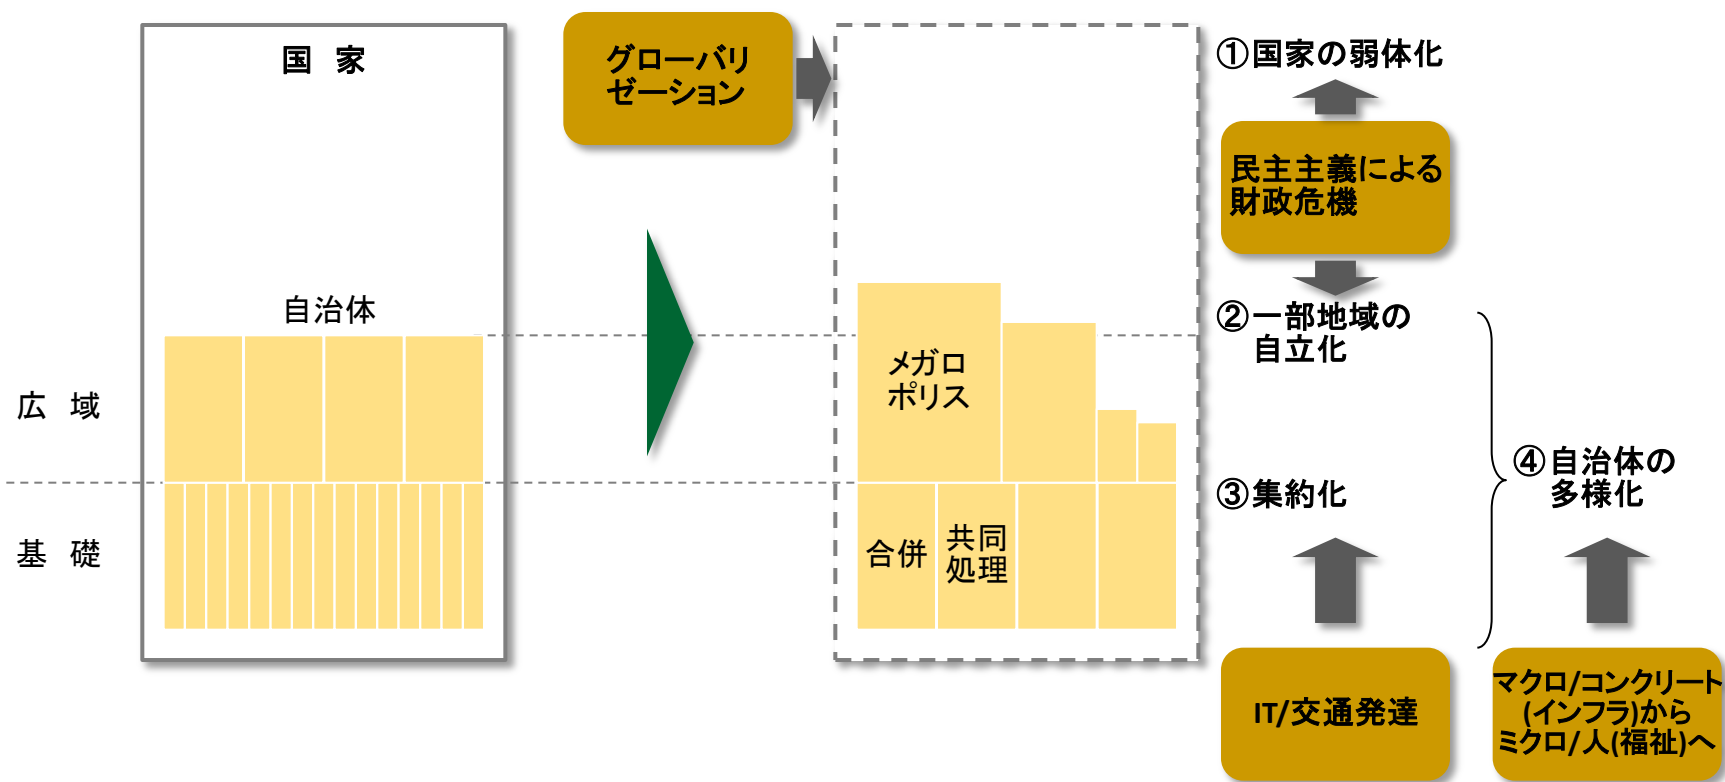 国 家
グローバリ
ゼーション
①国家の弱体化
民主主義による
財政危機
自治体
②一部地域の
自立化
メガロ
ポリス
広 域
③集約化
④自治体の
多様化
基 礎
合併
共同
処理
IT/交通発達
マクロ/コンクリート
(インフラ)から
ミクロ/人(福祉)へ